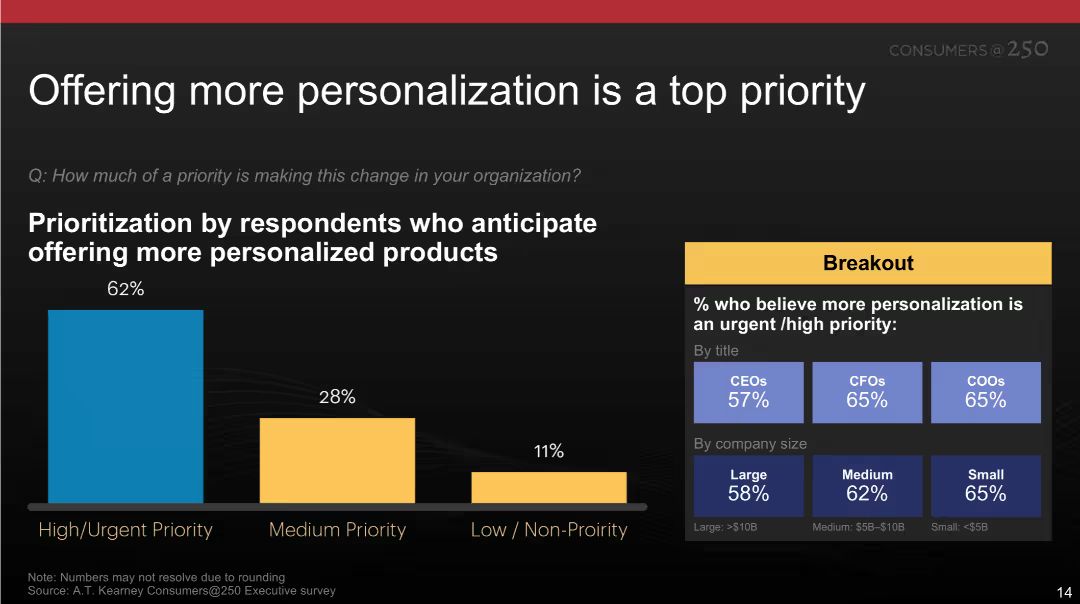 CONSUMERS@250
Offering more personalization is a top priority
Q: How much of a priority is making this change in your organization?
Prioritization by respondents who anticipate
offering more personalized products
62%
28%
11%
High/Urgent Priority
Medium Priority
Low / Non-Proirity
Breakout
% who believe more personalization is
an urgent /high priority:
By title
CEOs
57%
CFOs
65%
COOs
65%
By company size
Large
58%
Medium
62%
Small
65%
Large: >$10B
Medium: $5B–$10B
Small: <$5B
Note: Numbers may not resolve due to rounding
Source: A.T. Kearney Consumers@250 Executive survey
14